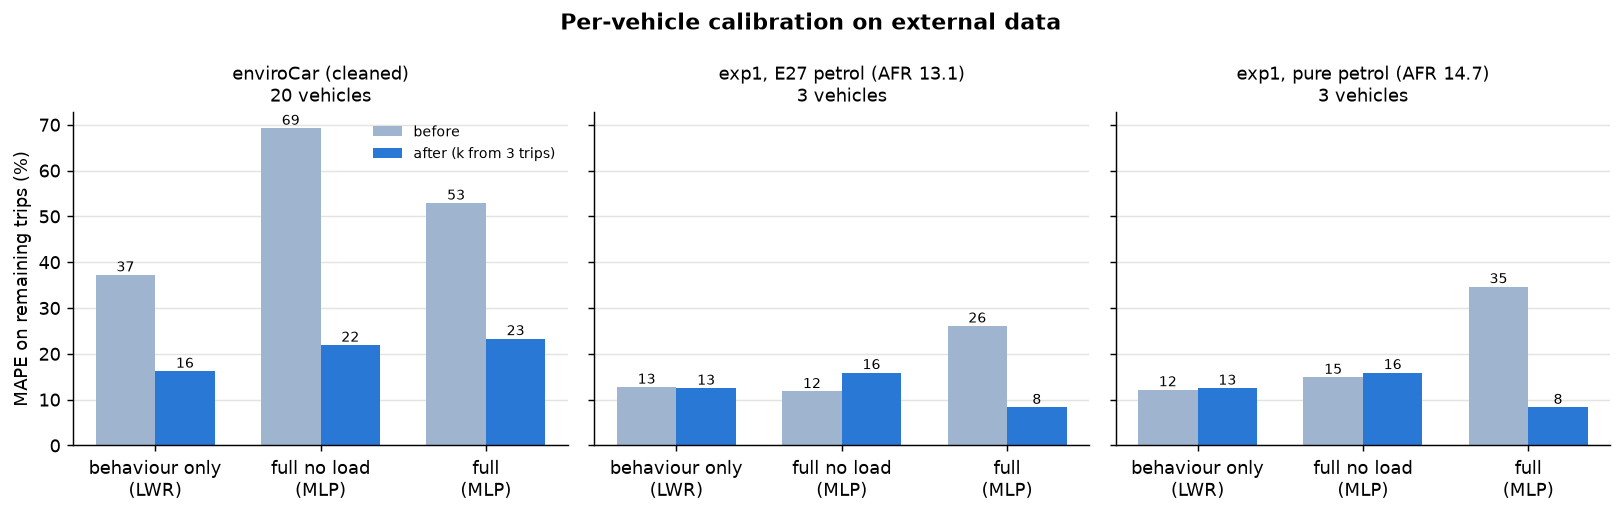 Per-vehicle calibration on external data
enviroCar (cleaned)
20 vehicles
exp1, E27 petrol (AFR 13.1)
3 vehicles
exp1, pure petrol (AFR 14.7)
3 vehicles
MAPE on remaining trips (%)
70
60
50
40
30
20
10
0
before
after (k from 3 trips)
37
16
69
22
53
23
13
13
12
16
26
8
12
13
15
16
35
8
behaviour only
(LWR)
full no load
(MLP)
full
(MLP)
behaviour only
(LWR)
full no load
(MLP)
full
(MLP)
behaviour only
(LWR)
full no load
(MLP)
full
(MLP)